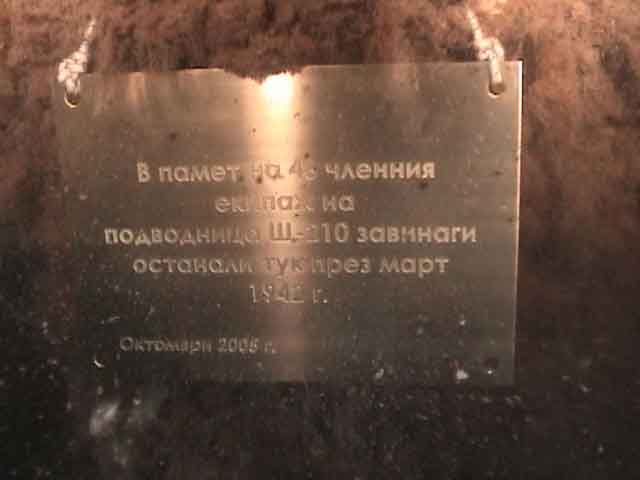 В памет на членния
екипаж на
подводница Щ-210 завинаги
останали тук през март
1942 г.
Октомври г.